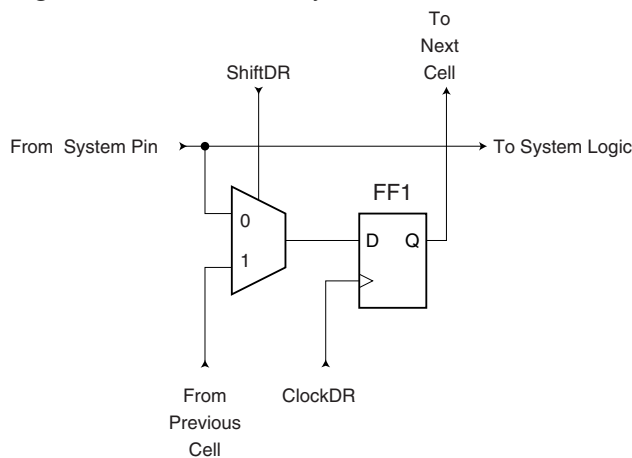 To
Next
Cell
ShiftDR
From System Pin
To System Logic
FF1
0
D Q
1
From
Previous
Cell
ClockDR